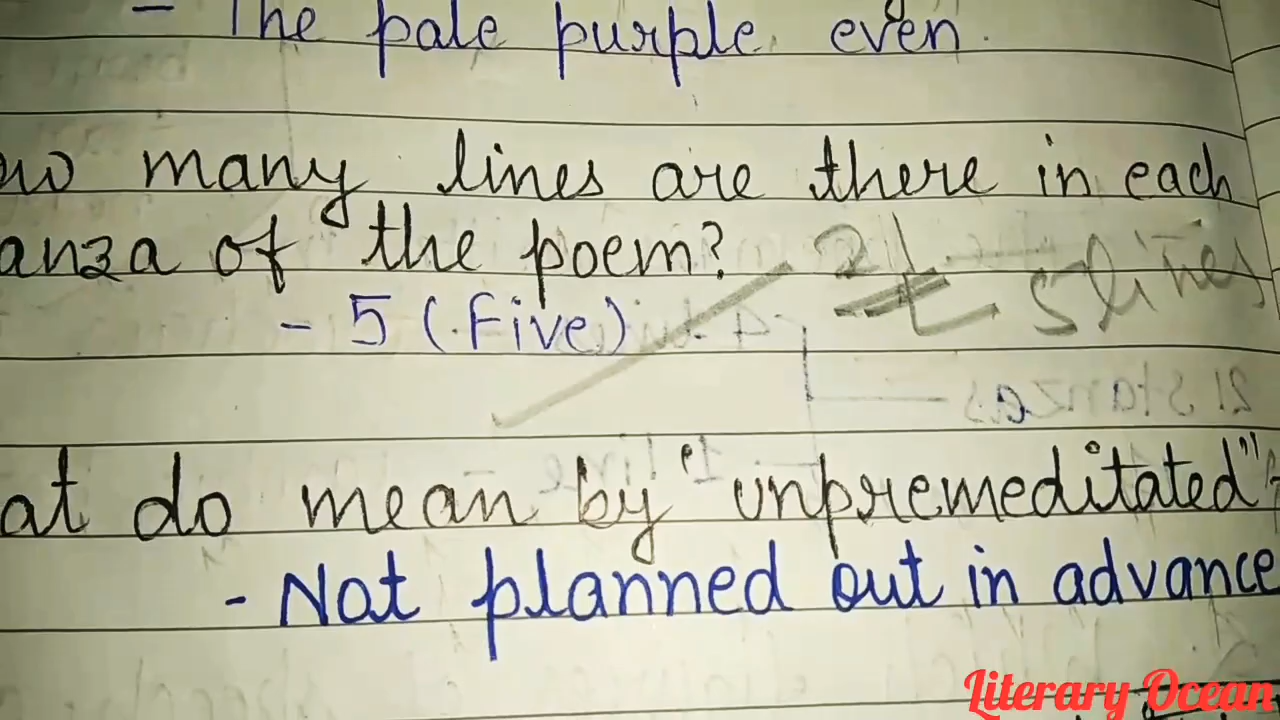 - The pale purple even.
ow many lines are there in each
anza of the poem?
- 5 (Five)
5 lines
21 Stanzas
at do mean by "unpremeditated"?
- Not planned out in advance
Literary Ocean